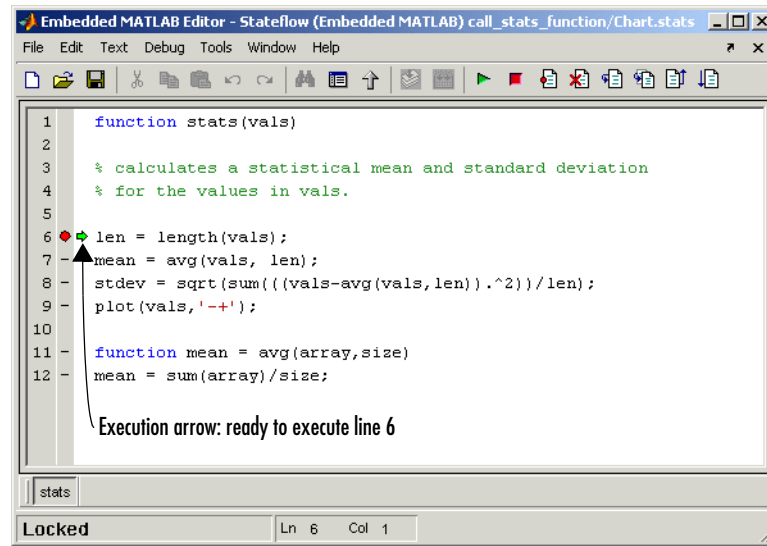 Embedded MATLAB Editor - Stateflow (Embedded MATLAB) call_stats_function/Chart.stats
File Edit Text Debug Tools Window Help
1 function stats(vals)
2
3 % calculates a statistical mean and standard deviation
4 % for the values in vals.
5
6 len = length(vals);
7 - mean = avg(vals, len);
8 - stdev = sqrt(sum(((vals-avg(vals,len)).^2))/len);
9 - plot(vals,'-+');
10
11 - function mean = avg(array,size)
12 - mean = sum(array)/size;
Execution arrow: ready to execute line 6
stats
Locked Ln 6 Col 1